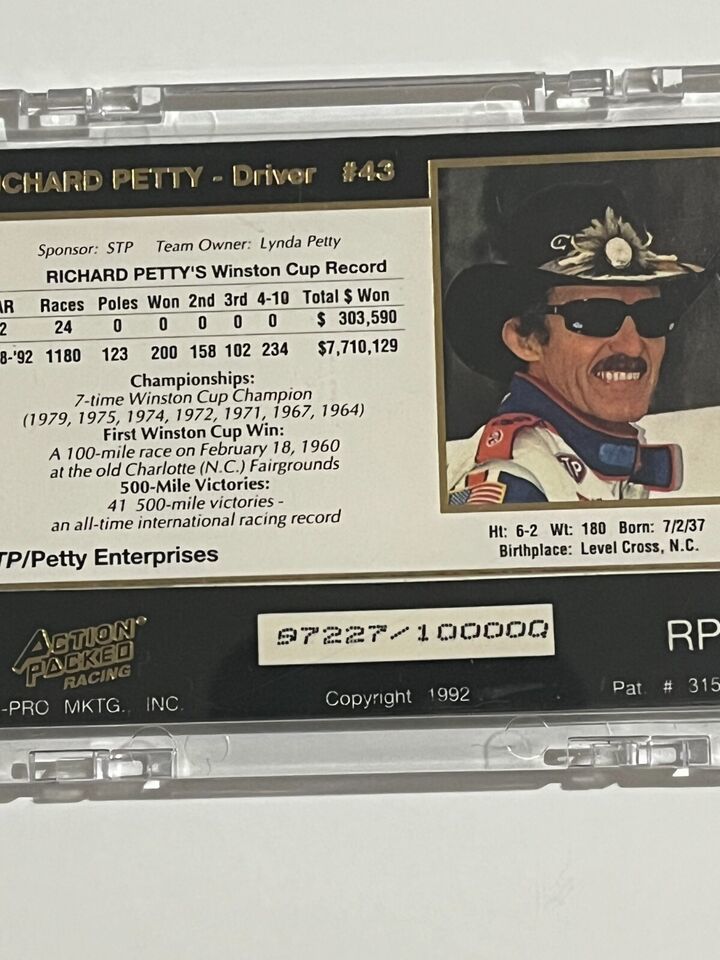 ICHARD PETTY - Driver #43
Sponsor: STP Team Owner: Lynda Petty
RICHARD PETTY'S Winston Cup Record
AR Races Poles Won 2nd 3rd 4-10 Total $ Won
2 24 0 0 0 0 0 $ 303,590
8-'92 1180 123 200 158 102 234 $7,710,129
Championships:
7-time Winston Cup Champion
(1979, 1975, 1974, 1972, 1971, 1967, 1964)
First Winston Cup Win:
A 100-mile race on February 18, 1960
at the old Charlotte (N.C.) Fairgrounds
500-Mile Victories:
41 500-mile victories -
an all-time international racing record
TP/Petty Enterprises
TP
Ht: 6-2 Wt: 180 Born: 7/2/37
Birthplace: Level Cross, N.C.
ACTION
PACKED
RACING
97227/100000
RP
-PRO MKTG., INC.
Copyright 1992
Pat. # 315